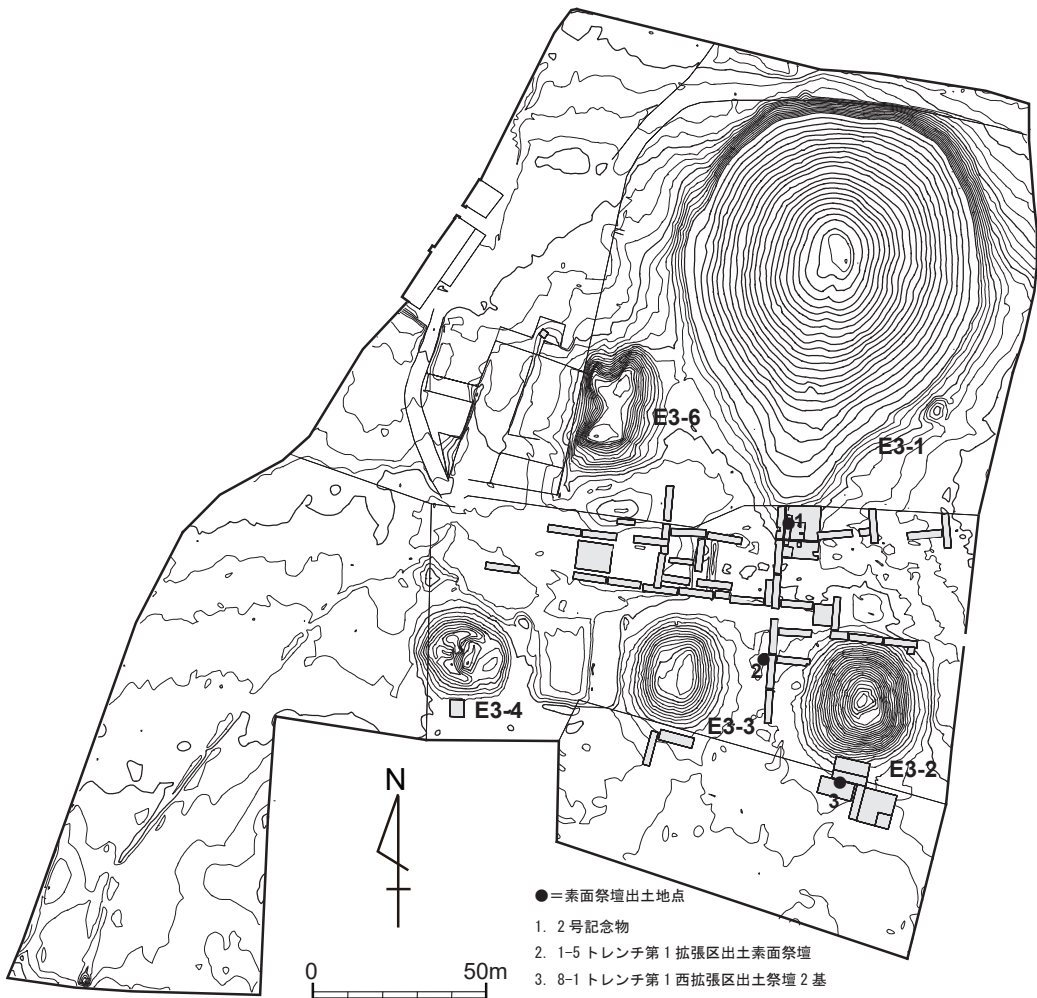 E3-6
E3-1
1
2
E3-4
E3-3
E3-2
3
N
●=素面祭壇出土地点
1. 2号記念物
2. 1-5 トレンチ第1拡張区出土素面祭壇
3. 8-1 トレンチ第1西拡張区出土祭壇2基
0 50m